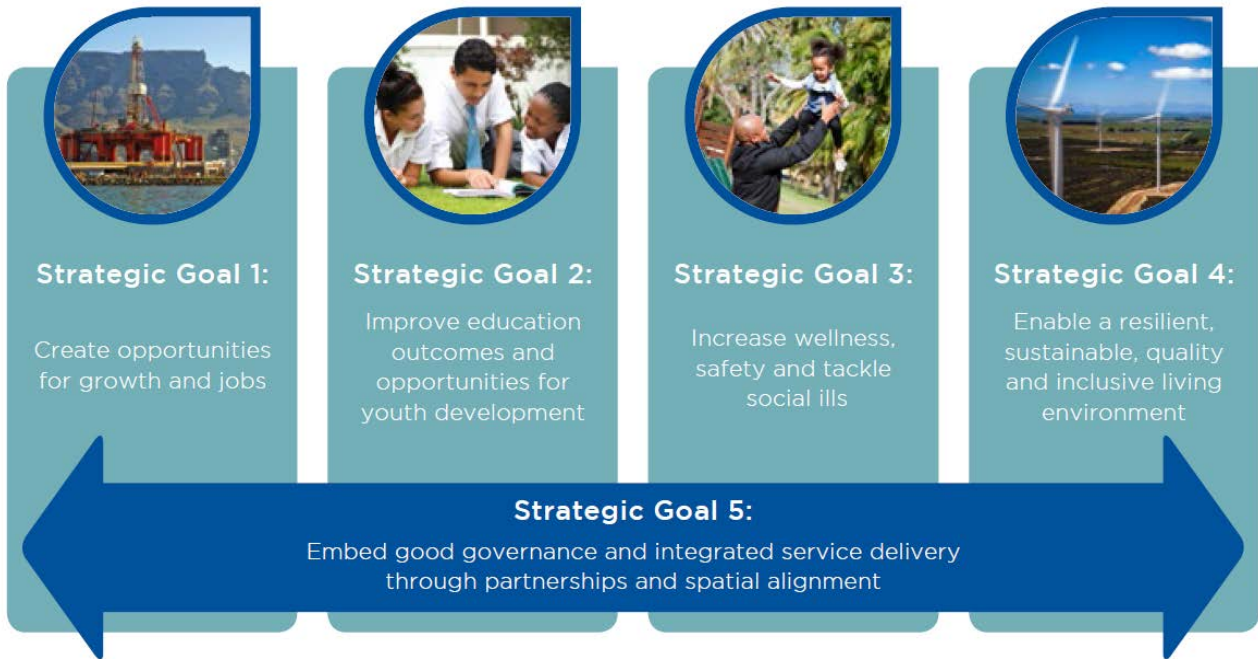 Strategic Goal 1:
Create opportunities
for growth and jobs
Strategic Goal 2:
Improve education
outcomes and
opportunities for
youth development
Strategic Goal 3:
Increase wellness,
safety and tackle
social ills
Strategic Goal 4:
Enable a resilient,
sustainable, quality
and inclusive living
environment
Strategic Goal 5:
Embed good governance and integrated service delivery
through partnerships and spatial alignment